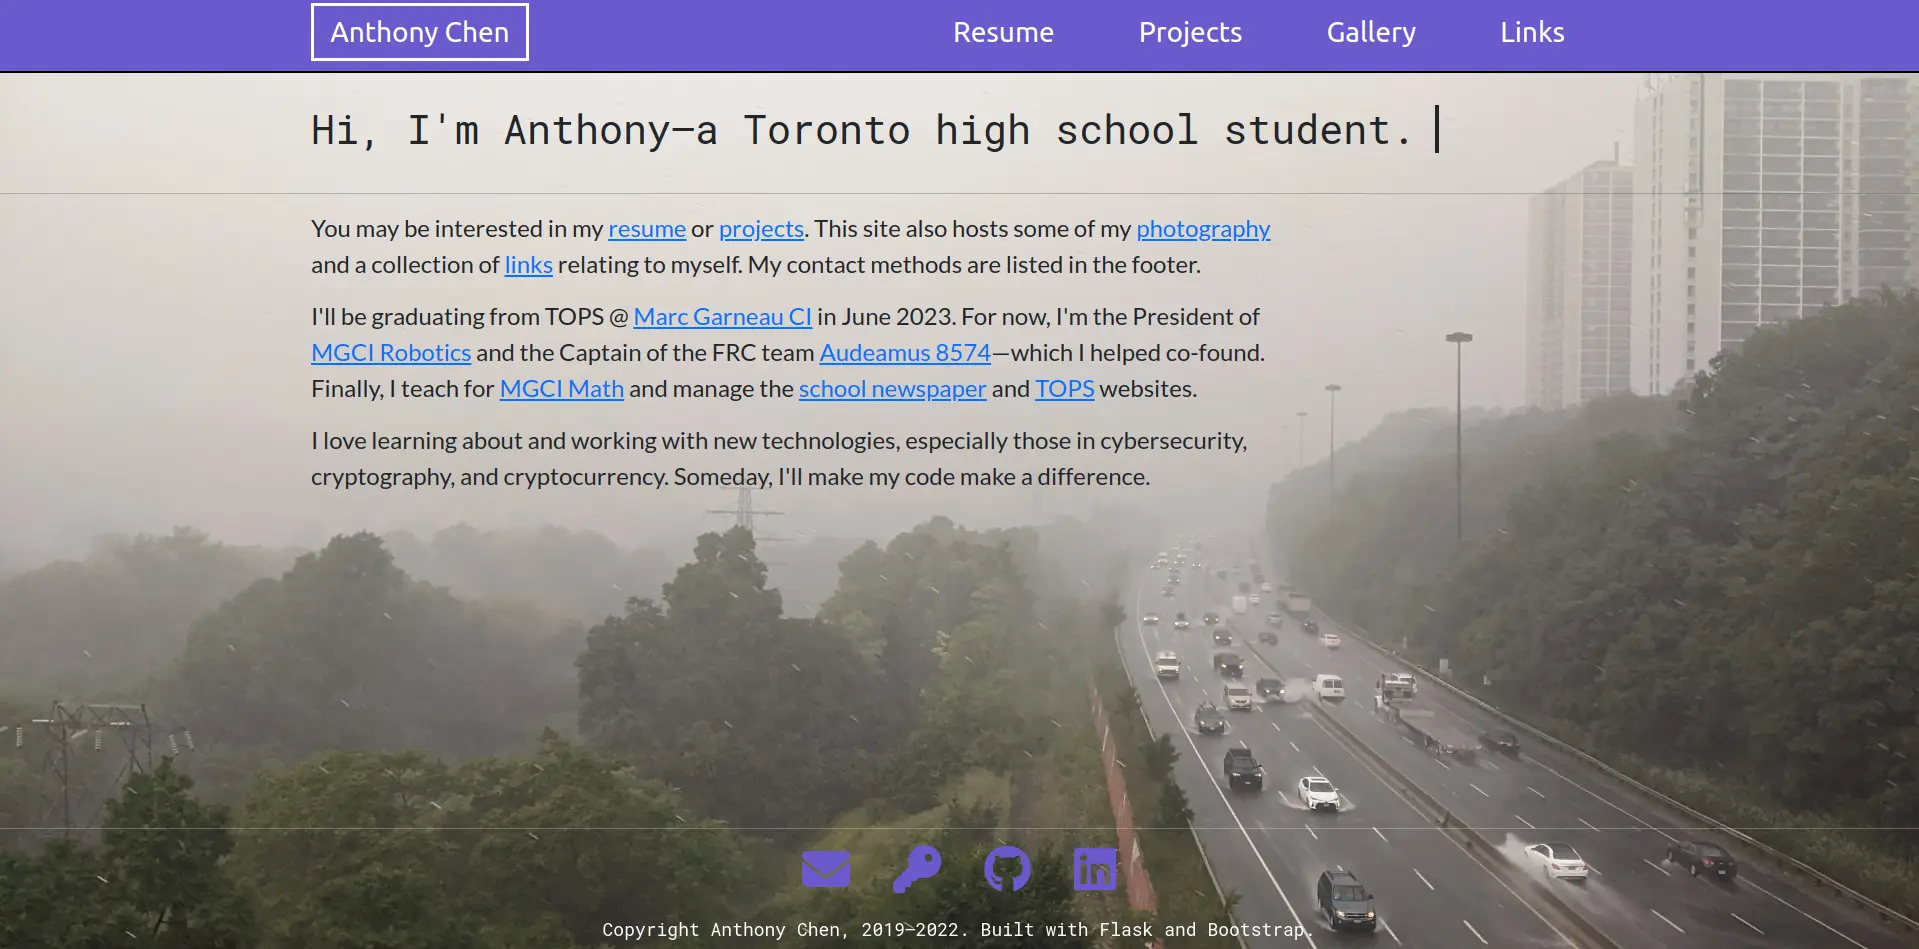 Anthony Chen
Resume
Projects
Gallery
Links
Hi, I'm Anthony—a Toronto high school student.
You may be interested in my resume or projects. This site also hosts some of my photography
and a collection of links relating to myself. My contact methods are listed in the footer.
I'll be graduating from TOPS @ Marc Garneau CI in June 2023. For now, I'm the President of
MGCI Robotics and the Captain of the FRC team Audeamus 8574—which I helped co-found.
Finally, I teach for MGCI Math and manage the school newspaper and TOPS websites.
I love learning about and working with new technologies, especially those in cybersecurity,
cryptography, and cryptocurrency. Someday, I'll make my code make a difference.
in
Copyright Anthony Chen, 2019–2022. Built with Flask and Bootstrap.